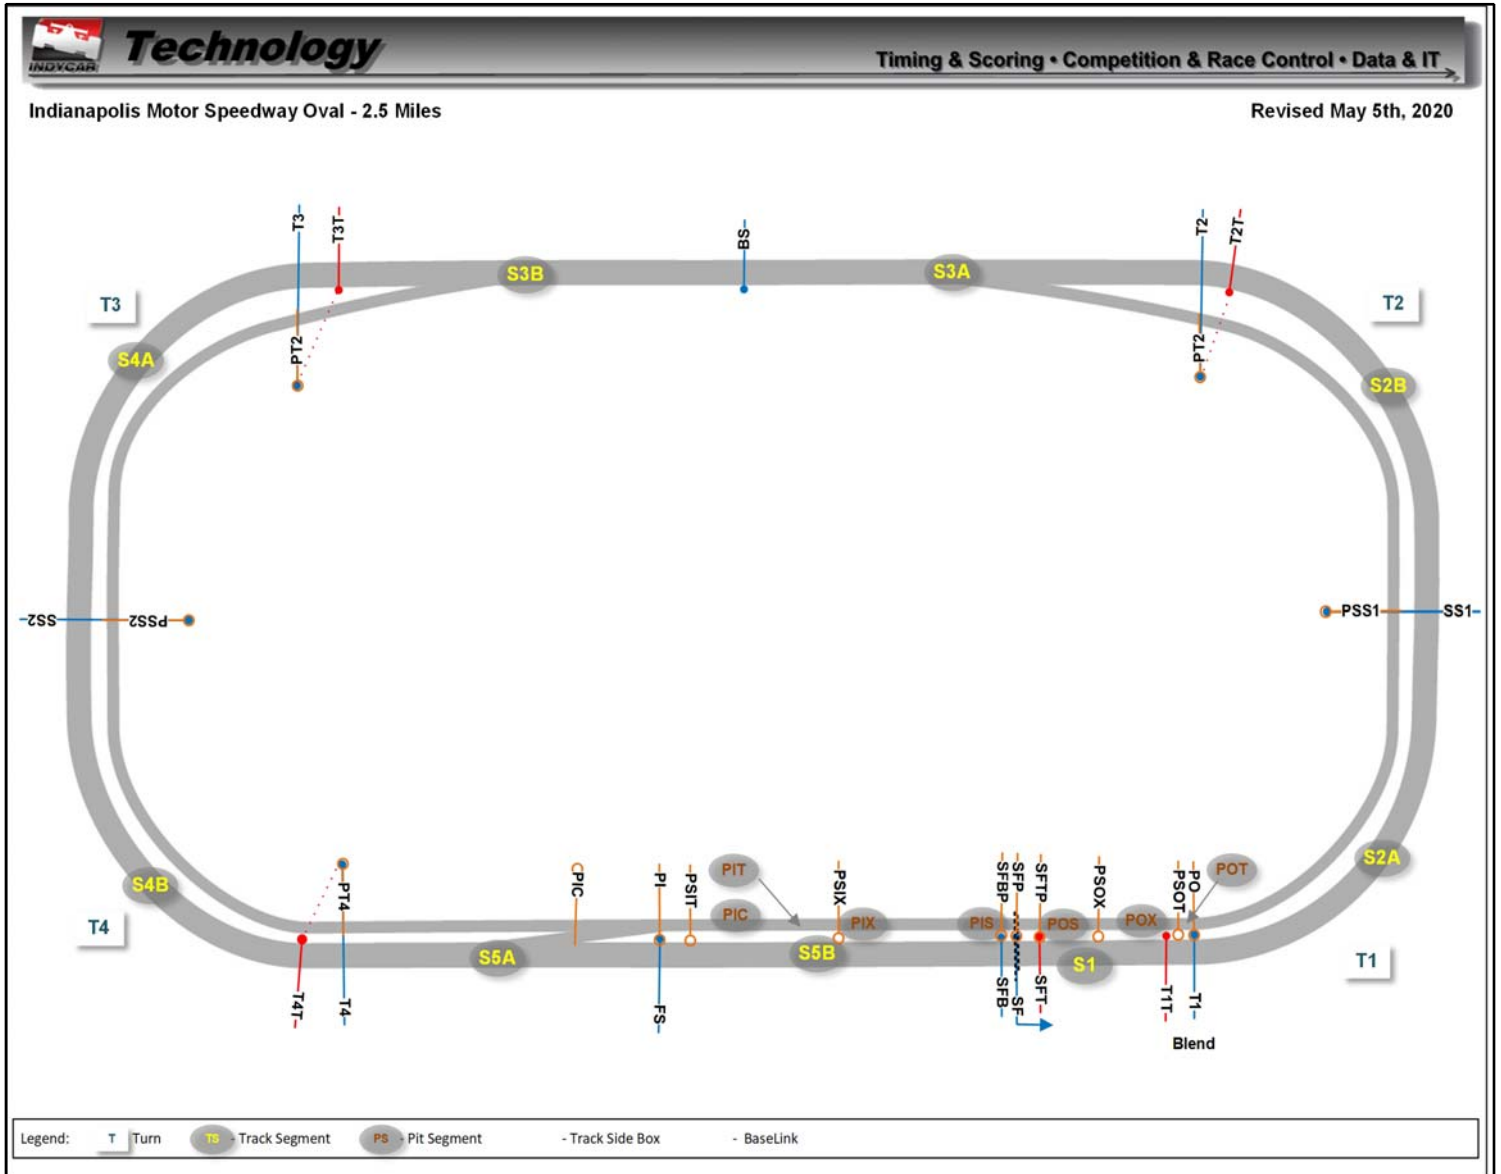 INDYCAR
Technology
Timing & Scoring • Competition & Race Control • Data & IT
Indianapolis Motor Speedway Oval - 2.5 Miles
Revised May 5th, 2020
T3
T3T
BS
T2
T2T
S3B
S3A
T3
T2
PT2
PT2
S4A
S2B
SS2
PSS2
PSS1
SS1
S4B
S2A
T4
T1
PT4
PIC
PI
PSIT
PIT
PSIX
SFBP
SFP
SFTP
PSOX
PSOT
PO
POT
PIC
PIX
PIS
POS
POX
S5A
S5B
S1
T4T
T4
FS
SFB
SF
SFT
T1T
T1
Blend
Legend:
T Turn
TS - Track Segment
PS - Pit Segment
- Track Side Box
- BaseLink